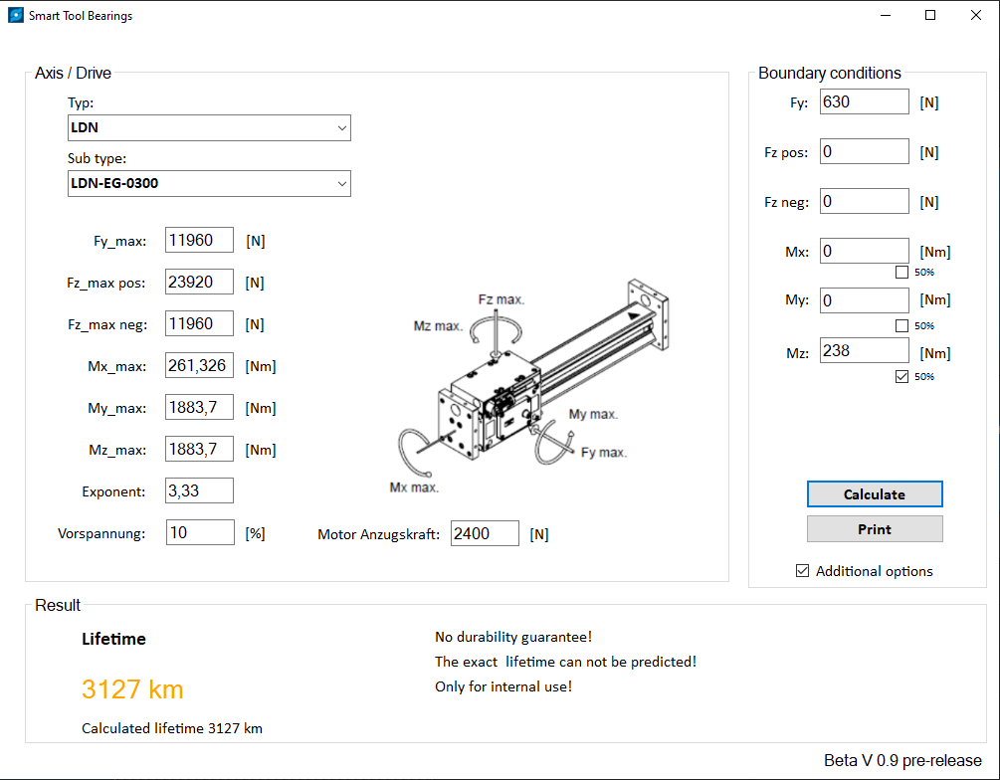 Smart Tool Bearings
Axis / Drive
Typ:
LDN
Sub type:
LDN-EG-0300
Fy_max: 11960 [N]
Fz_max pos: 23920 [N]
Fz_max neg: 11960 [N]
Mx_max: 261,326 [Nm]
My_max: 1883,7 [Nm]
Mz_max: 1883,7 [Nm]
Exponent: 3,33
Vorspannung: 10 [%]
Motor Anzugskraft: 2400 [N]
Fz max.
Mz max.
My max.
Fy max.
Mx max.
Boundary conditions
Fy: 630 [N]
Fz pos: 0 [N]
Fz neg: 0 [N]
Mx: 0 [Nm]
50%
My: 0 [Nm]
50%
Mz: 238 [Nm]
50%
Calculate
Print
Additional options
Result
Lifetime
3127 km
Calculated lifetime 3127 km
No durability guarantee!
The exact  lifetime can not be predicted!
Only for internal use!
Beta V 0.9 pre-release